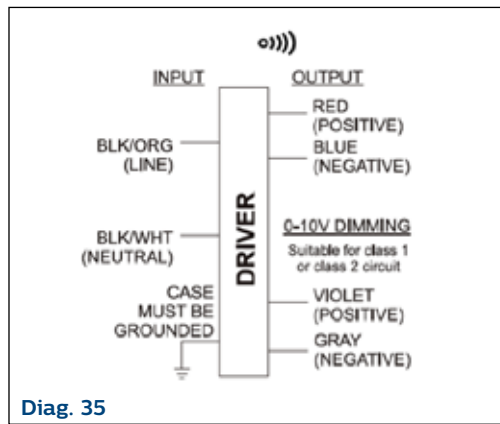 INPUT
OUTPUT
BLK/ORG
(LINE)
BLK/WHT
(NEUTRAL)
CASE
MUST BE
GROUNDED
DRIVER
RED
(POSITIVE)
BLUE
(NEGATIVE)
0-10V DIMMING
Suitable for class 1
or class 2 circuit
VIOLET
(POSITIVE)
GRAY
(NEGATIVE)
Diag. 35